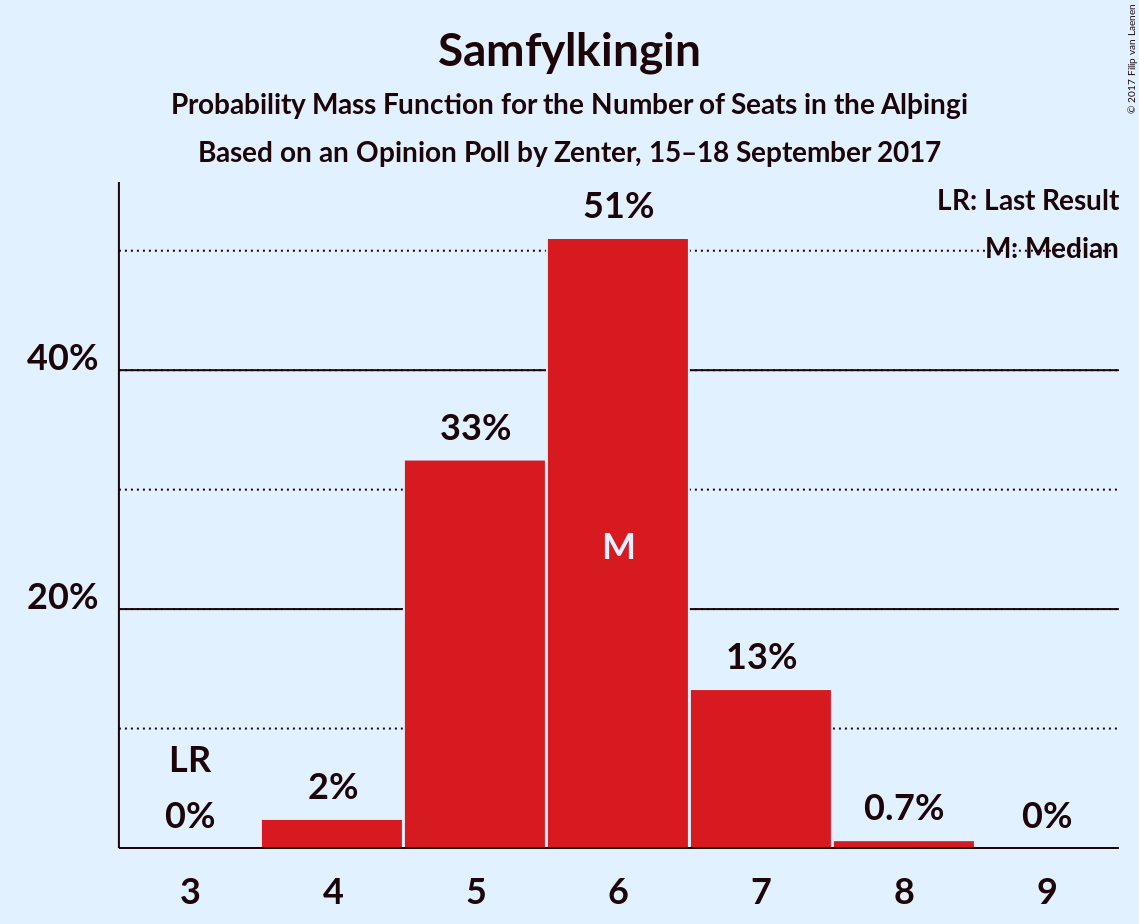 Samfylkingin
Probability Mass Function for the Number of Seats in the Alþingi
Based on an Opinion Poll by Zenter, 15–18 September 2017
© 2017 Filip van Laenen
LR: Last Result
M: Median
51%
40%
33%
M
20%
13%
LR
0%
2%
0.7%
0%
3 4 5 6 7 8 9